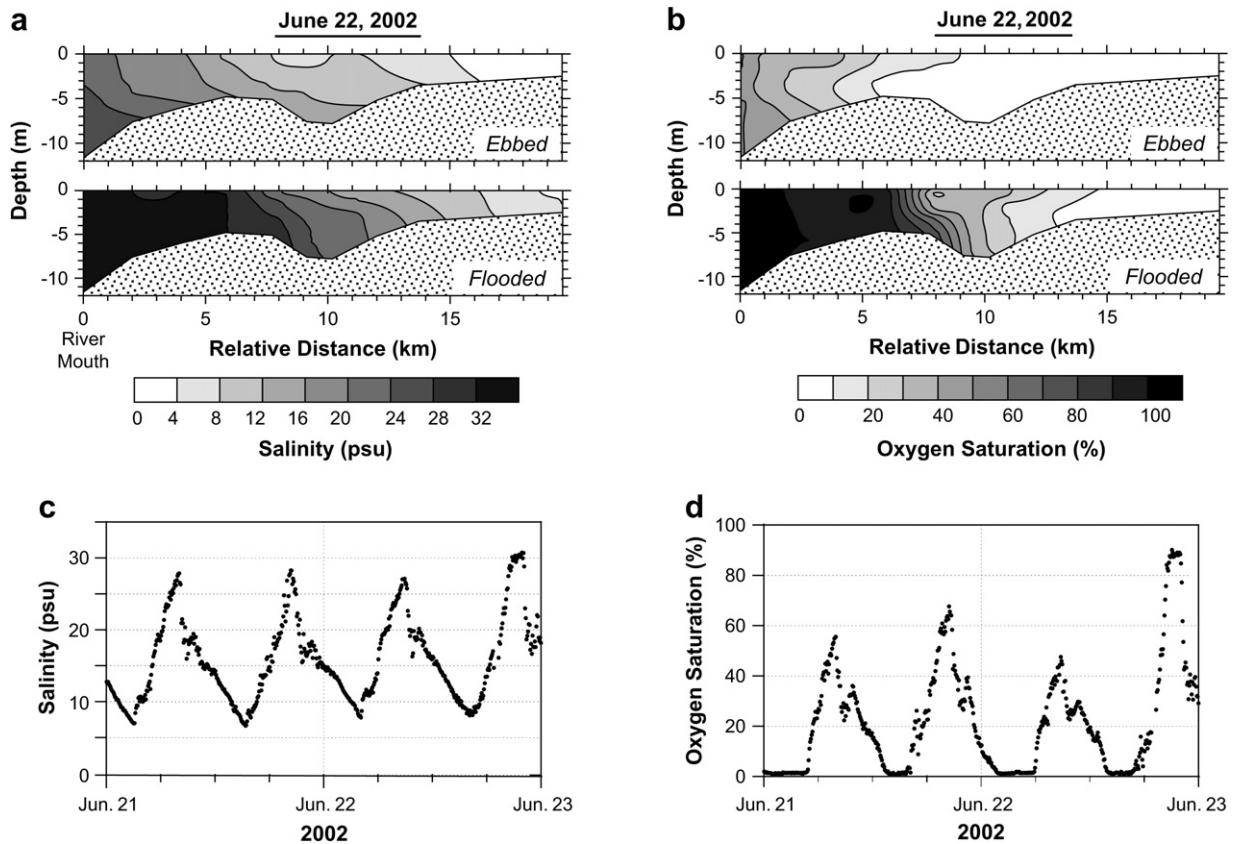 a
June 22, 2002
0
-5
-10
Ebbed
0
-5
-10
Flooded
Depth (m)
0 5 10 15
River
Mouth
Relative Distance (km)
0 4 8 12 16 20 24 28 32
Salinity (psu)
b
June 22, 2002
0
-5
-10
Ebbed
0
-5
-10
Flooded
Depth (m)
0 5 10 15
Relative Distance (km)
0 20 40 60 80 100
Oxygen Saturation (%)
c
30
20
10
0
Salinity (psu)
Jun. 21 Jun. 22 Jun. 23
2002
d
100
80
60
40
20
0
Oxygen Saturation (%)
Jun. 21 Jun. 22 Jun. 23
2002